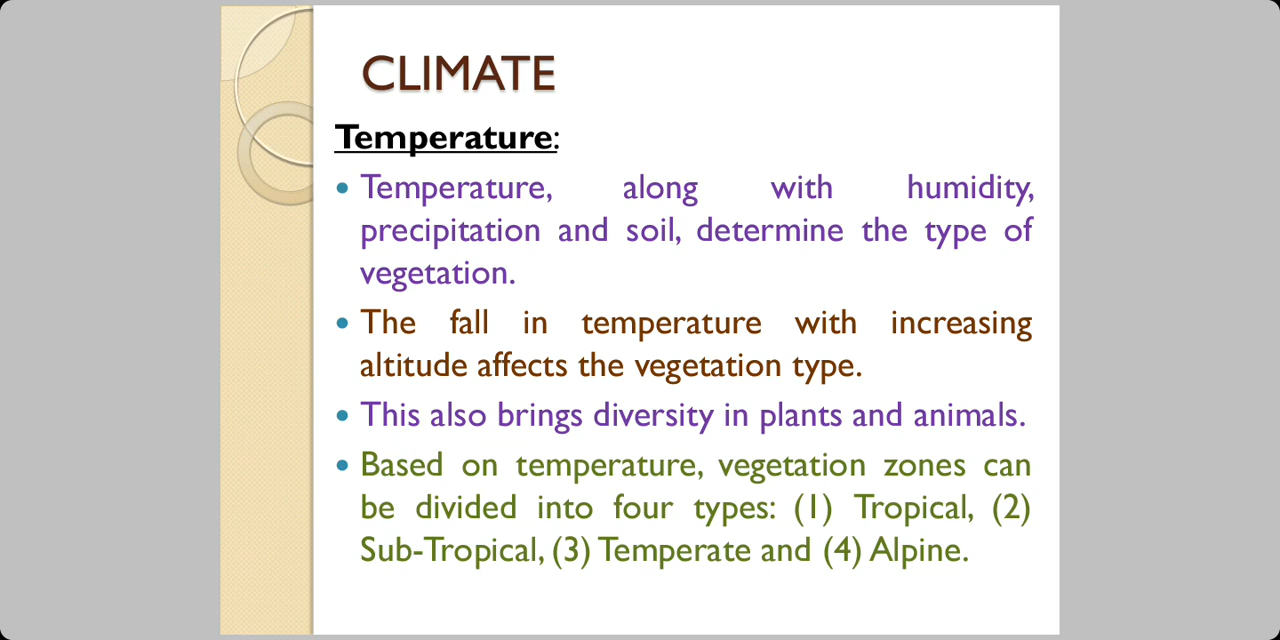 CLIMATE
Temperature:
• Temperature, along with humidity,
precipitation and soil, determine the type of
vegetation.
• The fall in temperature with increasing
altitude affects the vegetation type.
• This also brings diversity in plants and animals.
• Based on temperature, vegetation zones can
be divided into four types: (1) Tropical, (2)
Sub-Tropical, (3) Temperate and (4) Alpine.